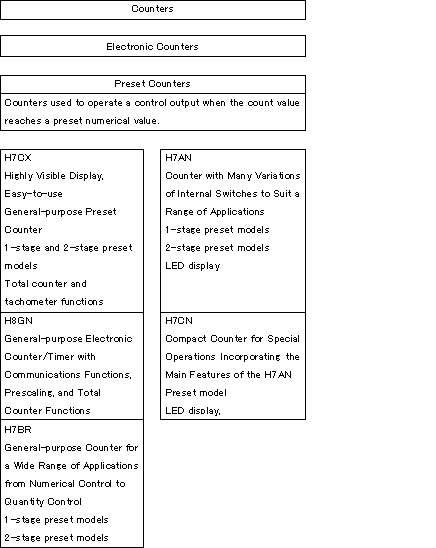 Counters
Electronic Counters
Preset Counters
Counters used to operate a control output when the count value
reaches a preset numerical value.
H7CX
Highly Visible Display,
Easy-to-use
General-purpose Preset
Counter
1-stage and 2-stage preset
models
Total counter and
tachometer functions
H8GN
General-purpose Electronic
Counter/Timer with
Communications Functions,
Prescaling, and Total
Counter Functions
H7BR
General-purpose Counter for
a Wide Range of Applications
from Numerical Control to
Quantity Control
1-stage preset models
2-stage preset models
H7AN
Counter with Many Variations
of Internal Switches to Suit a
Range of Applications
1-stage preset models
2-stage preset models
LED display
H7CN
Compact Counter for Special
Operations Incorporating the
Main Features of the H7AN
Preset model
LED display,